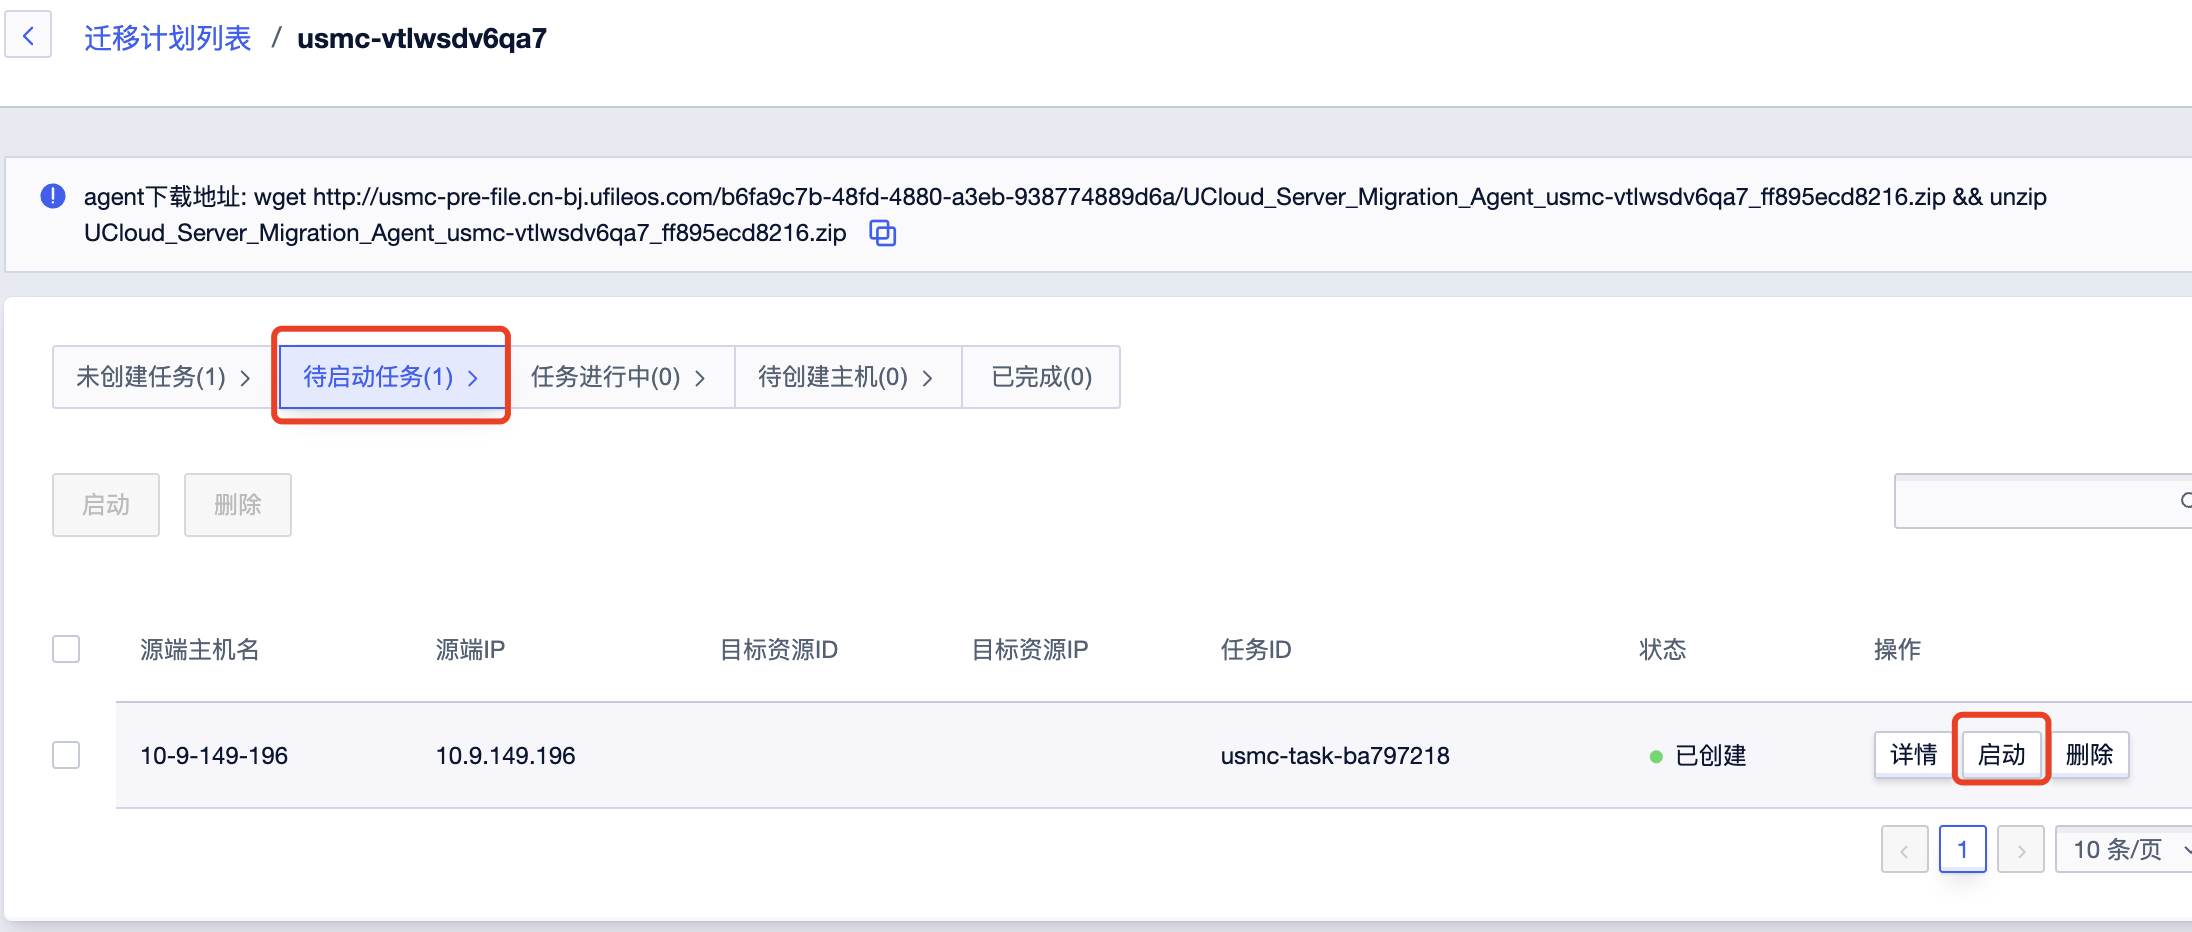 迁移计划列表 / usmc-vtlwsdv6qa7
agent下载地址: wget http://usmc-pre-file.cn-bj.ufileos.com/b6fa9c7b-48fd-4880-a3eb-938774889d6a/UCloud_Server_Migration_Agent_usmc-vtlwsdv6qa7_ff895ecd8216.zip && unzip
UCloud_Server_Migration_Agent_usmc-vtlwsdv6qa7_ff895ecd8216.zip
未创建任务(1) > 待启动任务(1) > 任务进行中(0) > 待创建主机(0) > 已完成(0)
启动 删除
源端主机名 源端IP 目标资源ID 目标资源IP 任务ID 状态 操作
10-9-149-196 10.9.149.196 usmc-task-ba797218 已创建 详情 启动 删除
< 1 > 10 条/页